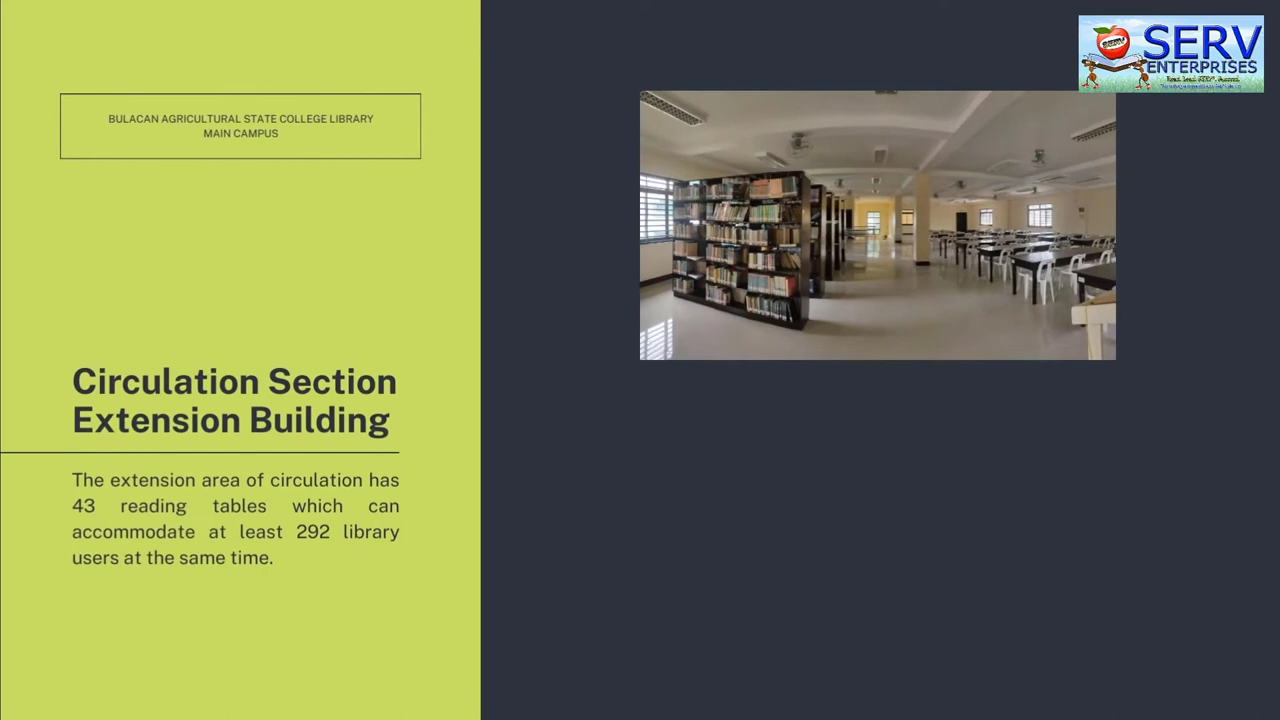 BULACAN AGRICULTURAL STATE COLLEGE LIBRARY
MAIN CAMPUS
SERV
ENTERPRISES
Circulation Section
Extension Building
The extension area of circulation has
43 reading tables which can
accommodate at least 292 library
users at the same time.